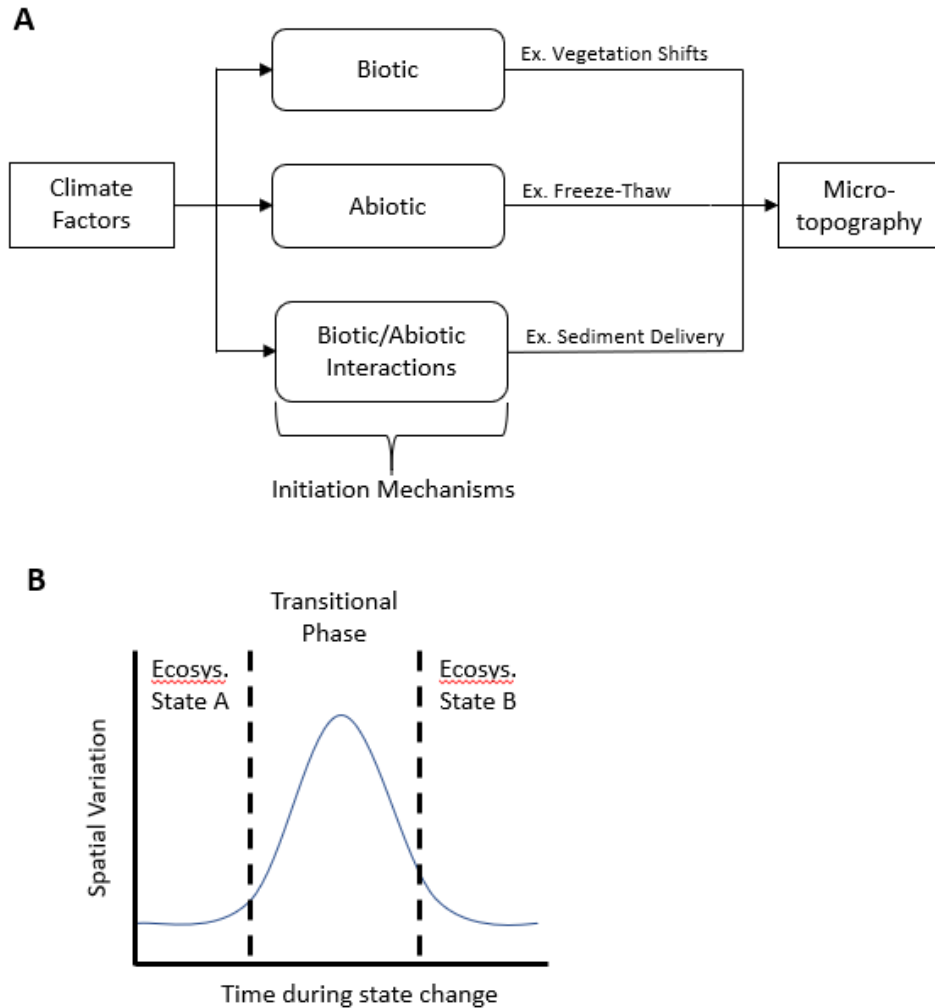 A
Biotic
Ex. Vegetation Shifts
Climate
Factors
Abiotic
Ex. Freeze-Thaw
Micro-
topography
Biotic/Abiotic
Interactions
Ex. Sediment Delivery
Initiation Mechanisms
B
Transitional
Phase
Ecosys.
State A
Ecosys.
State B
Spatial Variation
Time during state change